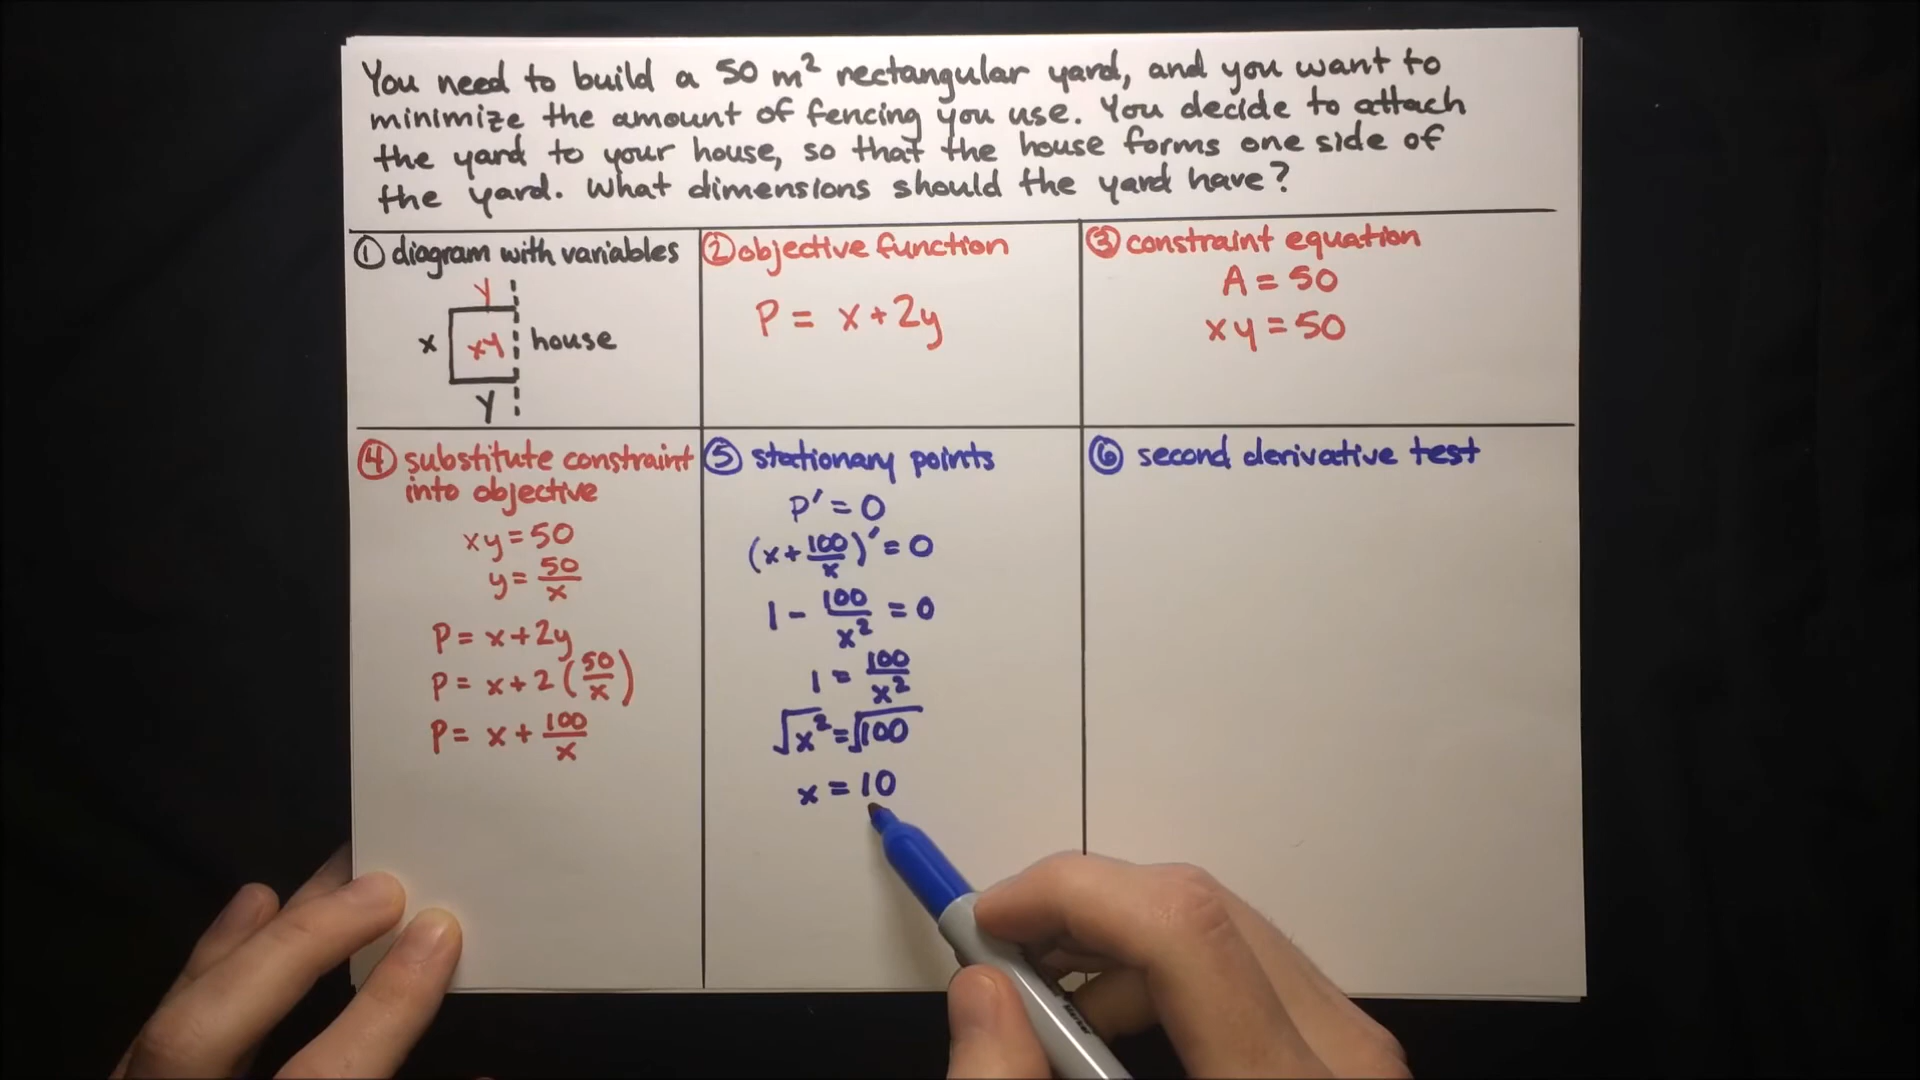 You need to build a 50 m² rectangular yard, and you want to
minimize the amount of fencing you use. You decide to attach
the yard to your house, so that the house forms one side of
the yard. What dimensions should the yard have?
① diagram with variables
y
x
xy
house
y
② objective function
P = x + 2y
③ constraint equation
A = 50
xy = 50
④ substitute constraint
into objective
xy = 50
y = 50/x
P = x + 2y
P = x + 2(50/x)
P = x + 100/x
⑤ stationary points
P' = 0
(x + 100/x)' = 0
1 - 100/x² = 0
1 = 100/x²
√x² = √100
x = 10
⑥ second derivative test